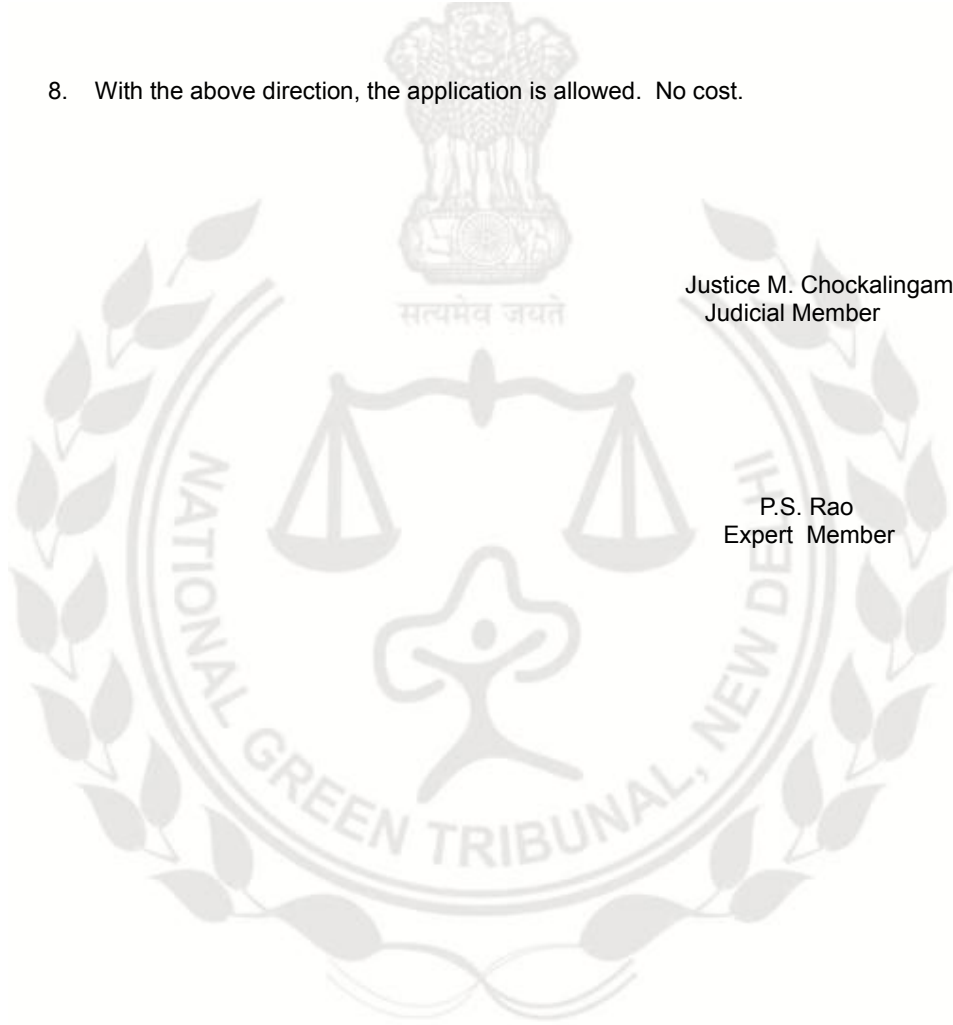 8. With the above direction, the application is allowed. No cost.
सत्यमेव जयते
Justice M. Chockalingam
Judicial Member
P.S. Rao
Expert Member
NATIONAL GREEN TRIBUNAL, NEW DELHI